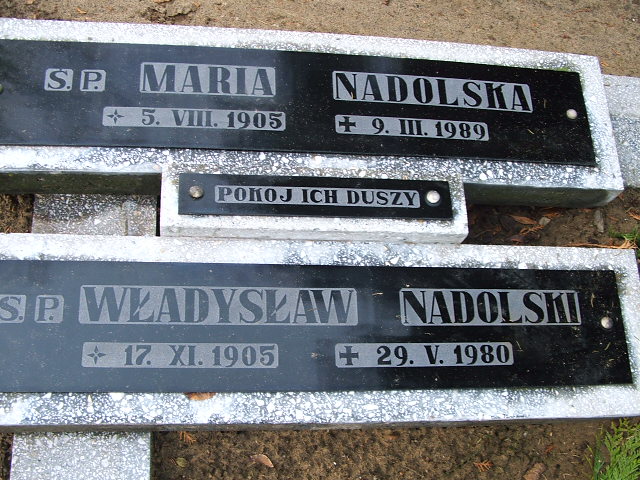 Ś.P. MARIA NADOLSKA
5. VIII. 1905 9. III. 1989
POKOJ ICH DUSZY
Ś.P. WŁADYSŁAW NADOLSKI
17. XI. 1905 29. V. 1980